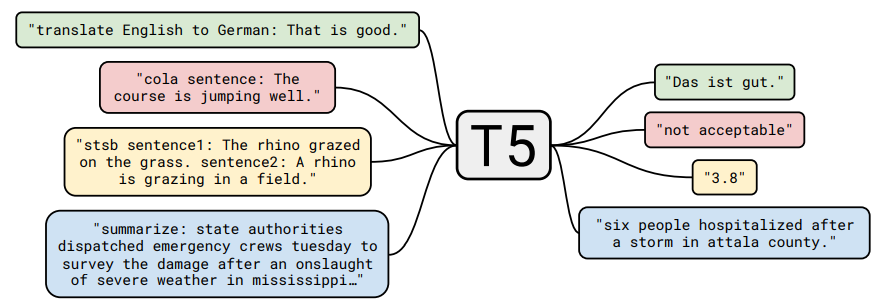 "translate English to German: That is good."
"cola sentence: The
course is jumping well."
"stsb sentence1: The rhino grazed
on the grass. sentence2: A rhino
is grazing in a field."
"summarize: state authorities
dispatched emergency crews tuesday to
survey the damage after an onslaught
of severe weather in mississippi…"
T5
"Das ist gut."
"not acceptable"
"3.8"
"six people hospitalized after
a storm in attala county."